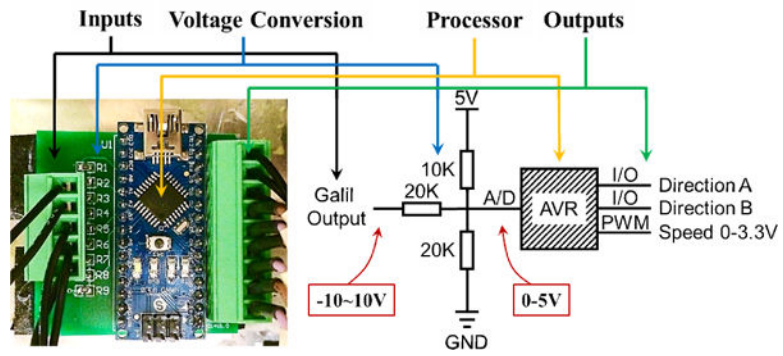 Inputs Voltage Conversion Processor Outputs
5V
U1
R1
R2
R3
R4
R5
R6
R7
R8
R9
10K
20K
A/D
20K
Galil
Output
AVR
I/O
I/O
PWM
Direction A
Direction B
Speed 0-3.3V
-10~10V
0-5V
GND